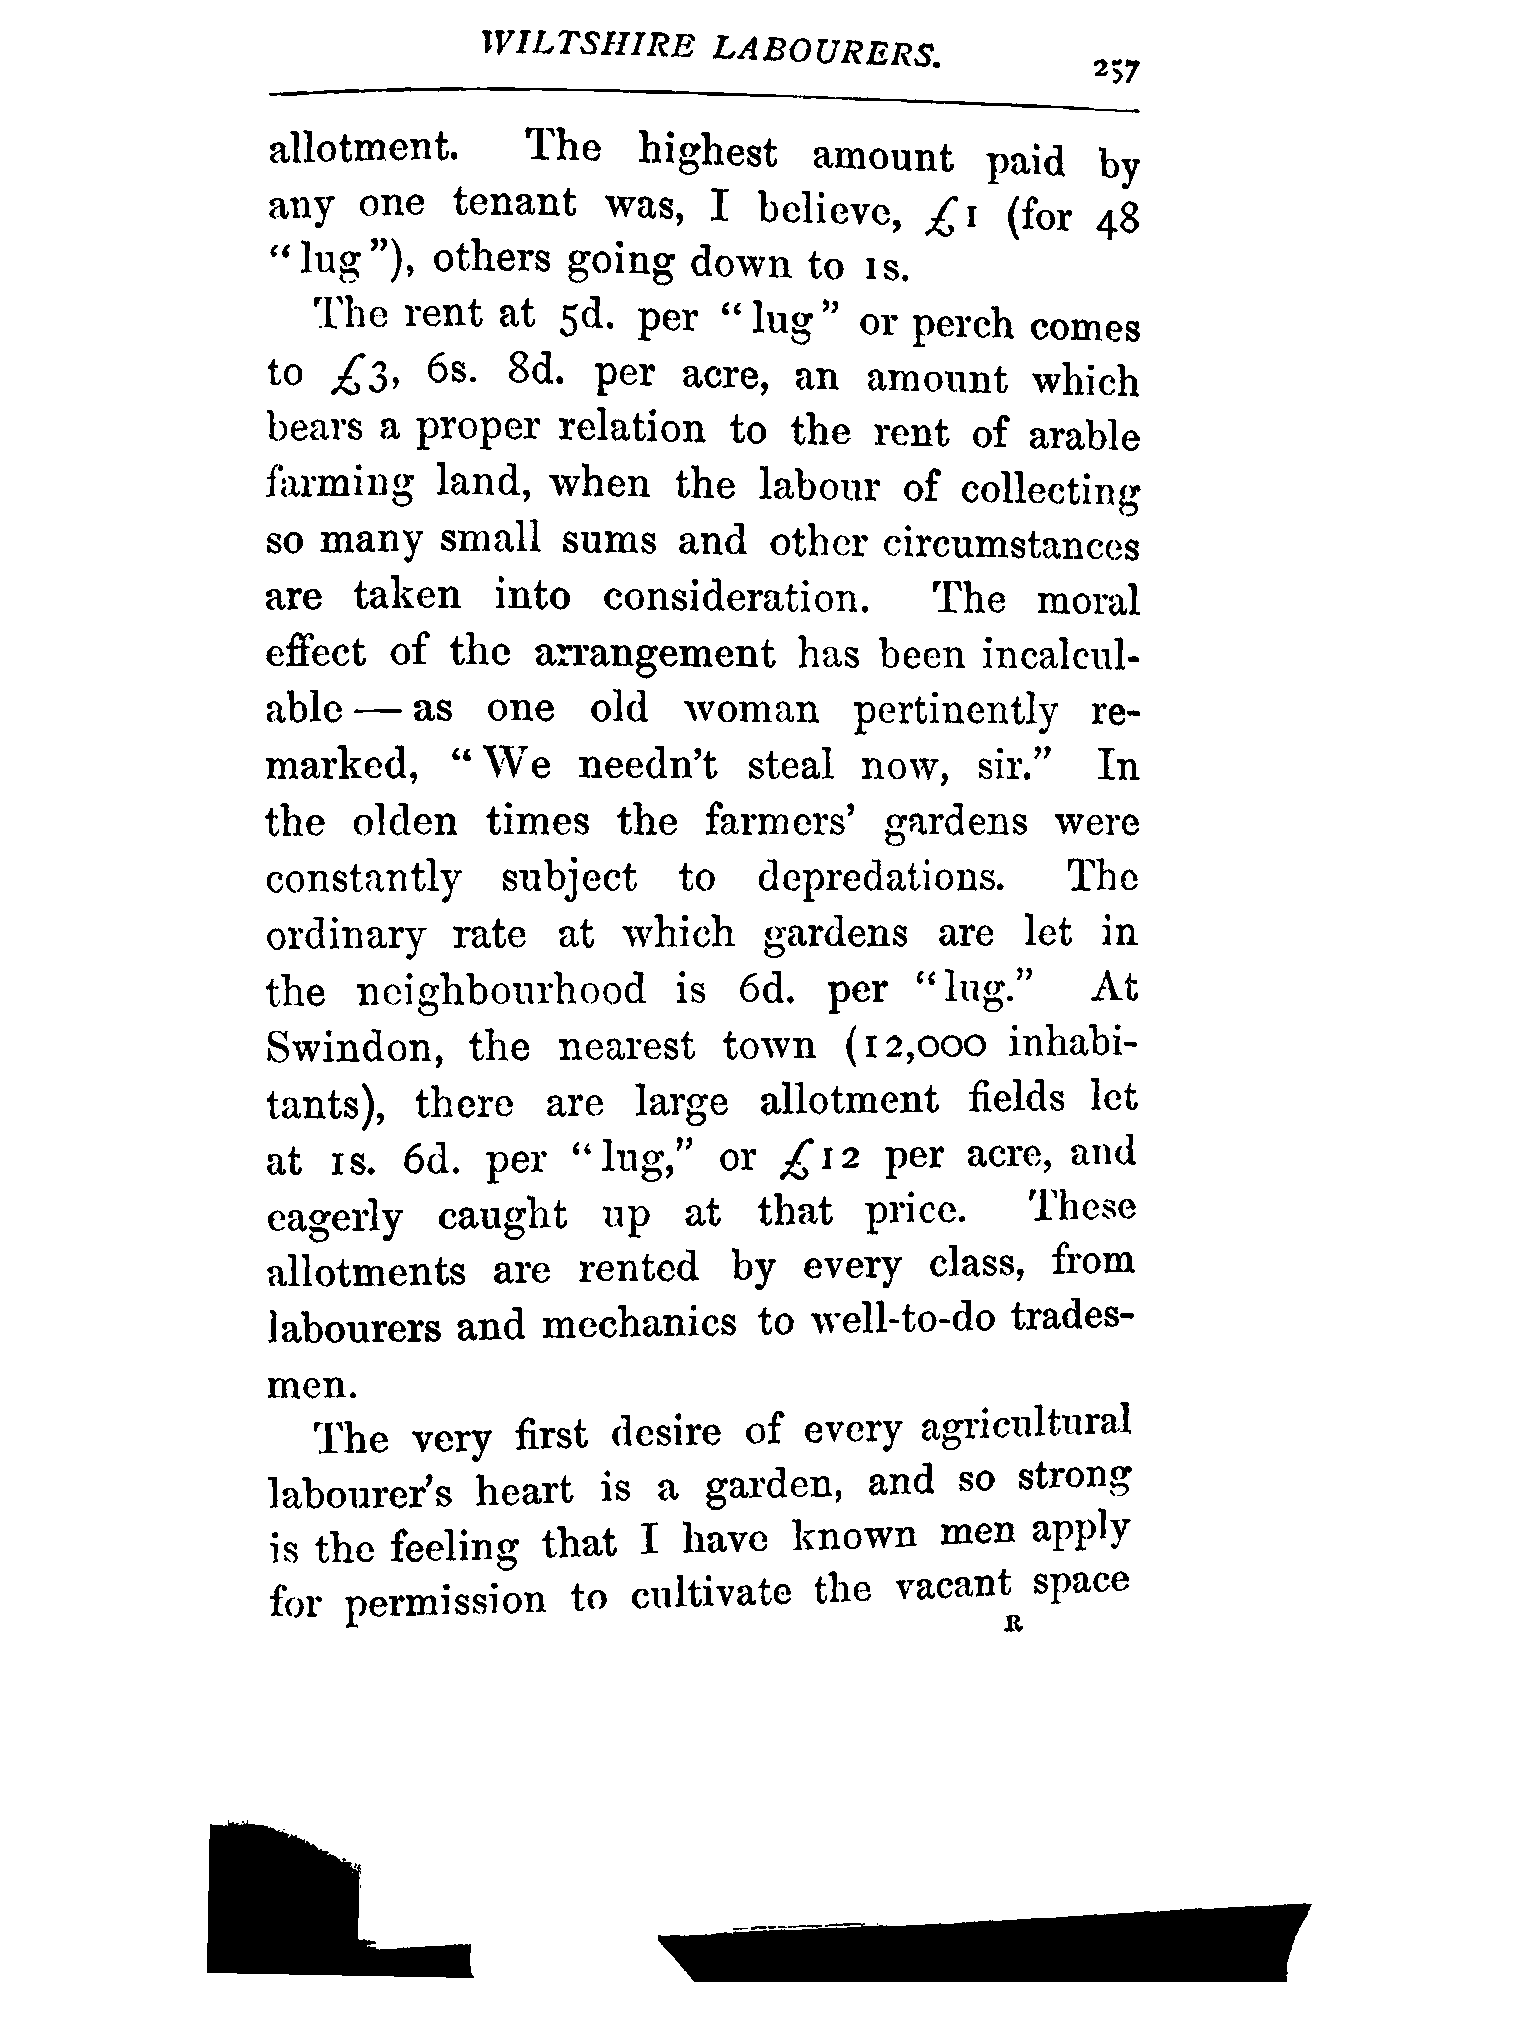 WILTSHIRE LABOURERS.
257
allotment. The highest amount paid by
any one tenant was, I believe, £1 (for 48
“lug”), others going down to 1s.
The rent at 5d. per “lug” or perch comes
to £3, 6s. 8d. per acre, an amount which
bears a proper relation to the rent of arable
farming land, when the labour of collecting
so many small sums and other circumstances
are taken into consideration. The moral
effect of the arrangement has been incalcul-
able — as one old woman pertinently re-
marked, “We needn't steal now, sir.” In
the olden times the farmers' gardens were
constantly subject to depredations. The
ordinary rate at which gardens are let in
the neighbourhood is 6d. per “lug.” At
Swindon, the nearest town (12,000 inhabi-
tants), there are large allotment fields let
at 1s. 6d. per “lug,” or £12 per acre, and
eagerly caught up at that price. These
allotments are rented by every class, from
labourers and mechanics to well-to-do trades-
men.
The very first desire of every agricultural
labourer's heart is a garden, and so strong
is the feeling that I have known men apply
for permission to cultivate the vacant space
R